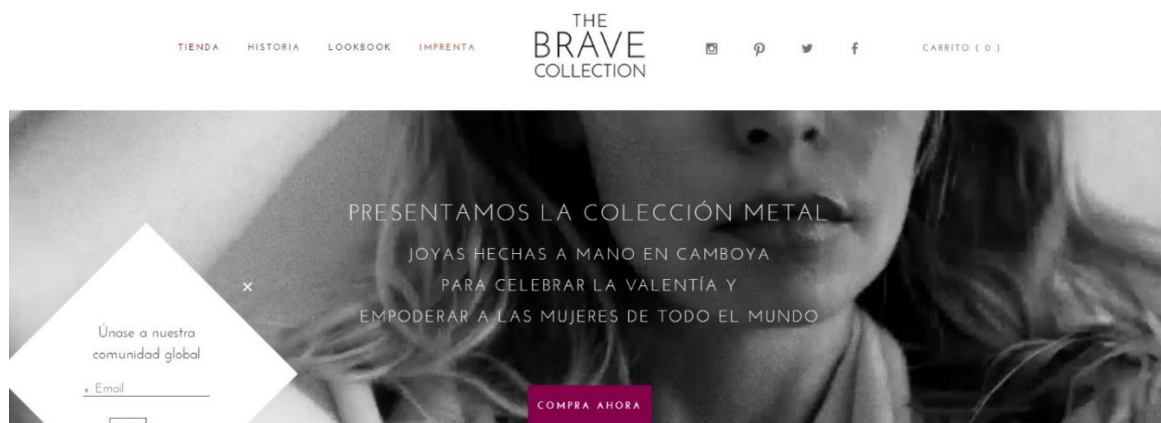 TIENDA HISTORIA LOOKBOOK IMPRENTA
THE
BRAVE
COLLECTION
CARRITO ( 0 )
PRESENTAMOS LA COLECCIÓN METAL
JOYAS HECHAS A MANO EN CAMBOYA
PARA CELEBRAR LA VALENTÍA Y
EMPODERAR A LAS MUJERES DE TODO EL MUNDO
Únase a nuestra
comunidad global
* Email
COMPRA AHORA